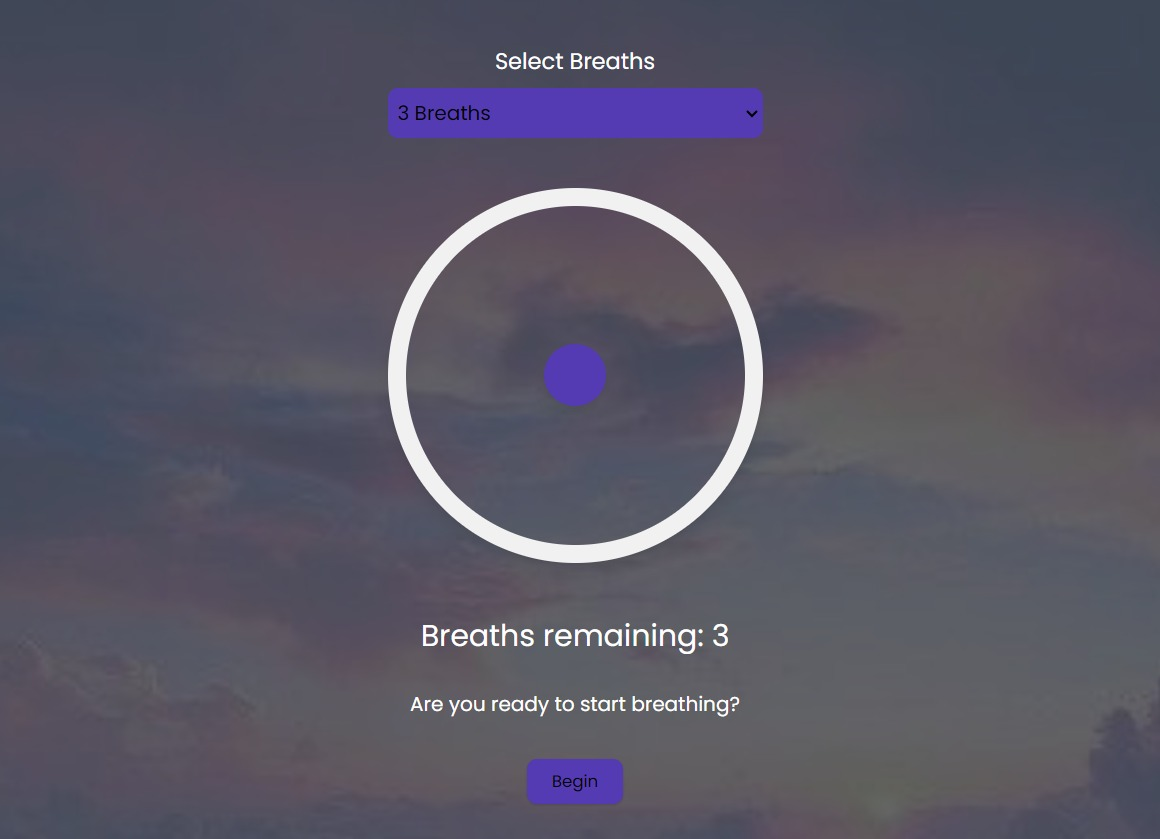 Select Breaths
3 Breaths
Breaths remaining: 3
Are you ready to start breathing?
Begin